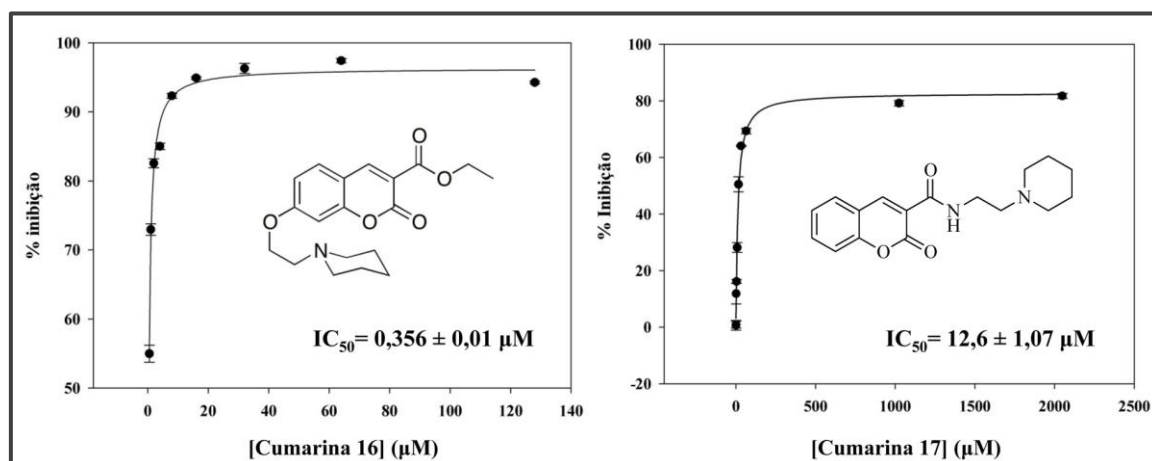 % inibição
100
90
80
70
60
50
0
20
40
60
80
100
120
140
[Cumarina 16] (µM)
O
O
O
O
O
N
IC50= 0,356 ± 0,01 µM
% Inibição
100
80
60
40
20
0
-20
0
500
1000
1500
2000
2500
[Cumarina 17] (µM)
O
N
H
N
O
O
IC50= 12,6 ± 1,07 µM